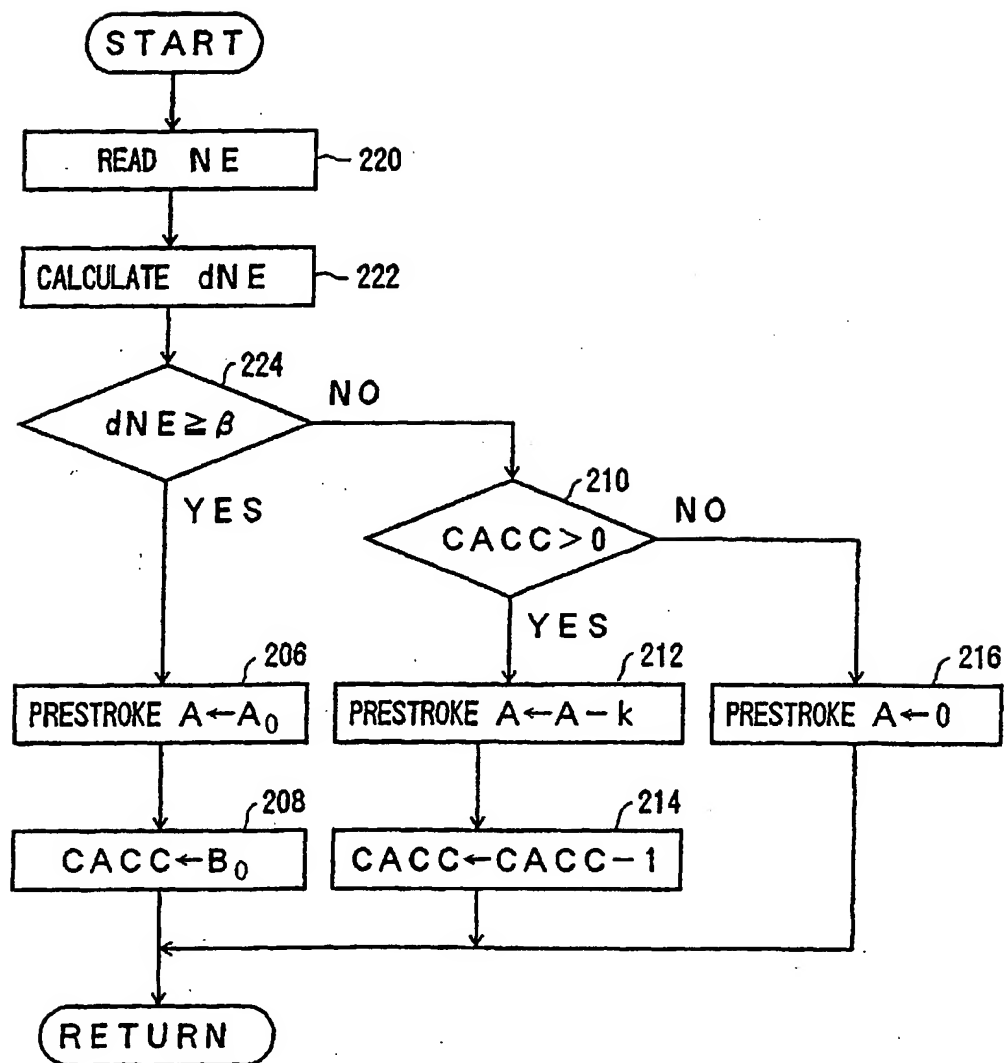 START
READ NE
220
CALCULATE dNE
222
224
dNE≧β
NO
YES
210
CACC>0
NO
YES
206
PRESTROKE A←A₀
212
PRESTROKE A←A-k
216
PRESTROKE A←0
208
CACC←B₀
214
CACC←CACC-1
RETURN